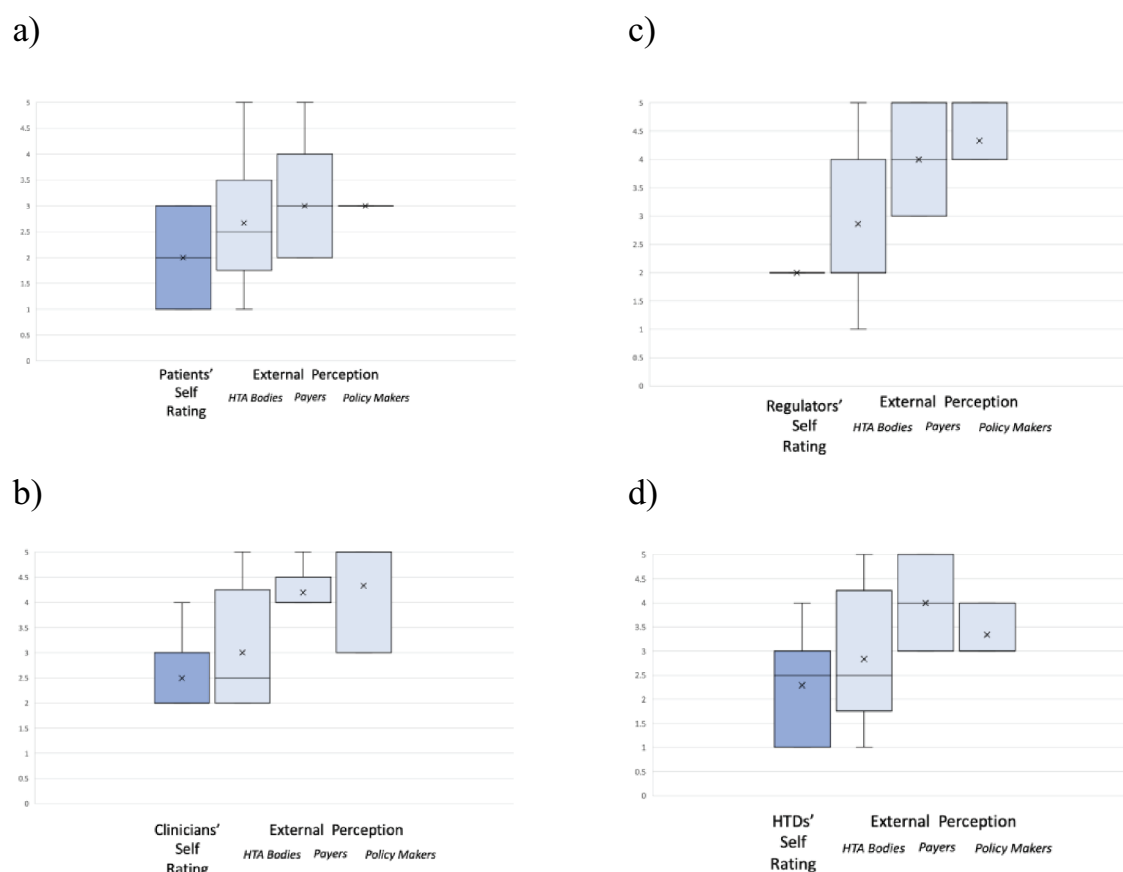 a)
5
4.5
4
3.5
3
2.5
2
1.5
1
0.5
0
Patients' External Perception
Self HTA Bodies Payers Policy Makers
Rating
c)
5
4.5
4
3.5
3
2.5
2
1.5
1
0.5
0
Regulators' External Perception
Self HTA Bodies Payers Policy Makers
Rating
b)
5
4.5
4
3.5
3
2.5
2
1.5
1
0.5
0
Clinicians' External Perception
Self HTA Bodies Payers Policy Makers
Rating
d)
5
4.5
4
3.5
3
2.5
2
1.5
1
0.5
0
HTDs' External Perception
Self HTA Bodies Payers Policy Makers
Rating